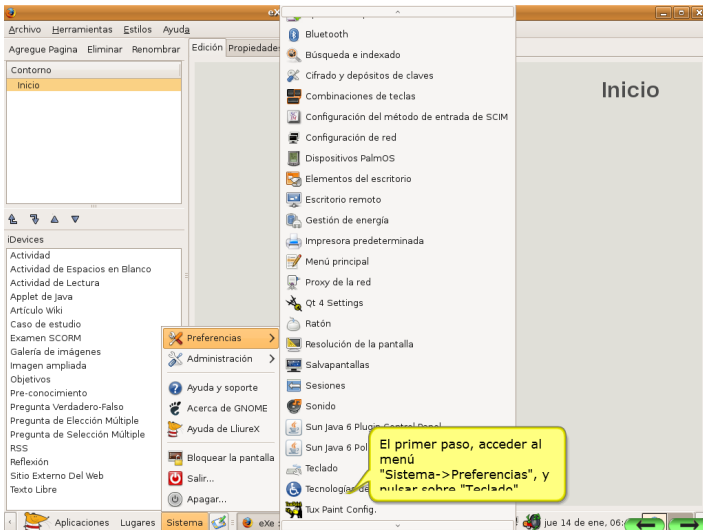 eX
Archivo Herramientas Estilos Ayuda
Agregue Pagina Eliminar Renombrar
Edición Propiedades
Contorno
Inicio
Inicio
iDevices
Actividad
Actividad de Espacios en Blanco
Actividad de Lectura
Applet de Java
Artículo Wiki
Caso de estudio
Examen SCORM
Galería de imágenes
Imagen ampliada
Objetivos
Pre-conocimiento
Pregunta Verdadero-Falso
Pregunta de Elección Múltiple
Pregunta de Selección Múltiple
RSS
Reflexión
Sitio Externo Del Web
Texto Libre
Preferencias
Administración
Ayuda y soporte
Acerca de GNOME
Ayuda de LliureX
Bloquear la pantalla
Salir...
Apagar...
Bluetooth
Búsqueda e indexado
Cifrado y depósitos de claves
Combinaciones de teclas
Configuración del método de entrada de SCIM
Configuración de red
Dispositivos PalmOS
Elementos del escritorio
Escritorio remoto
Gestión de energía
Impresora predeterminada
Menú principal
Proxy de la red
Qt 4 Settings
Ratón
Resolución de la pantalla
Salvapantallas
Sesiones
Sonido
Sun Java 6 Plugin Control Panel
Sun Java 6 Pol
Teclado
Tecnologías de
Tux Paint Config.
El primer paso, acceder al
menú
"Sistema->Preferencias", y
pulsar sobre "Teclado"
Aplicaciones Lugares Sistema
eXe :
jue 14 de ene, 06: